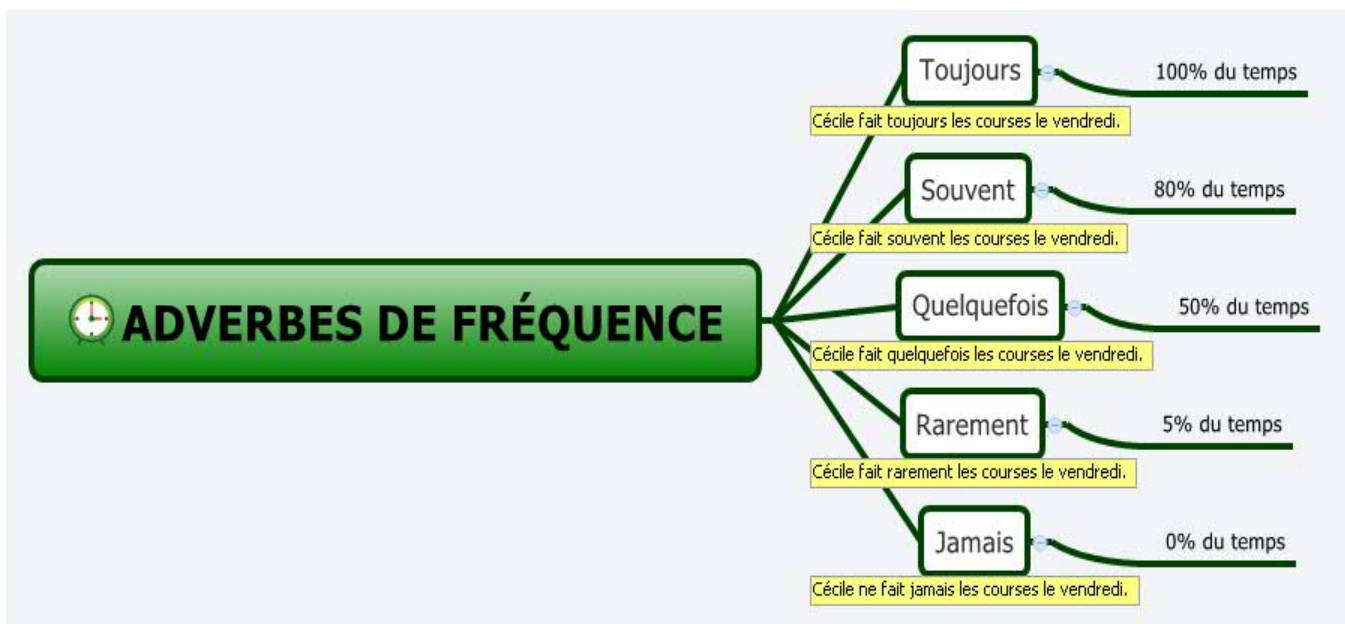 ADVERBES DE FRÉQUENCE
Toujours
100% du temps
Cécile fait toujours les courses le vendredi.
Souvent
80% du temps
Cécile fait souvent les courses le vendredi.
Quelquefois
50% du temps
Cécile fait quelquefois les courses le vendredi.
Rarement
5% du temps
Cécile fait rarement les courses le vendredi.
Jamais
0% du temps
Cécile ne fait jamais les courses le vendredi.